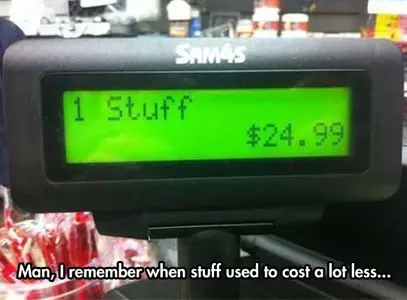 SAM4S
1 Stuff
$24.99
Man, I remember when stuff used to cost a lot less...